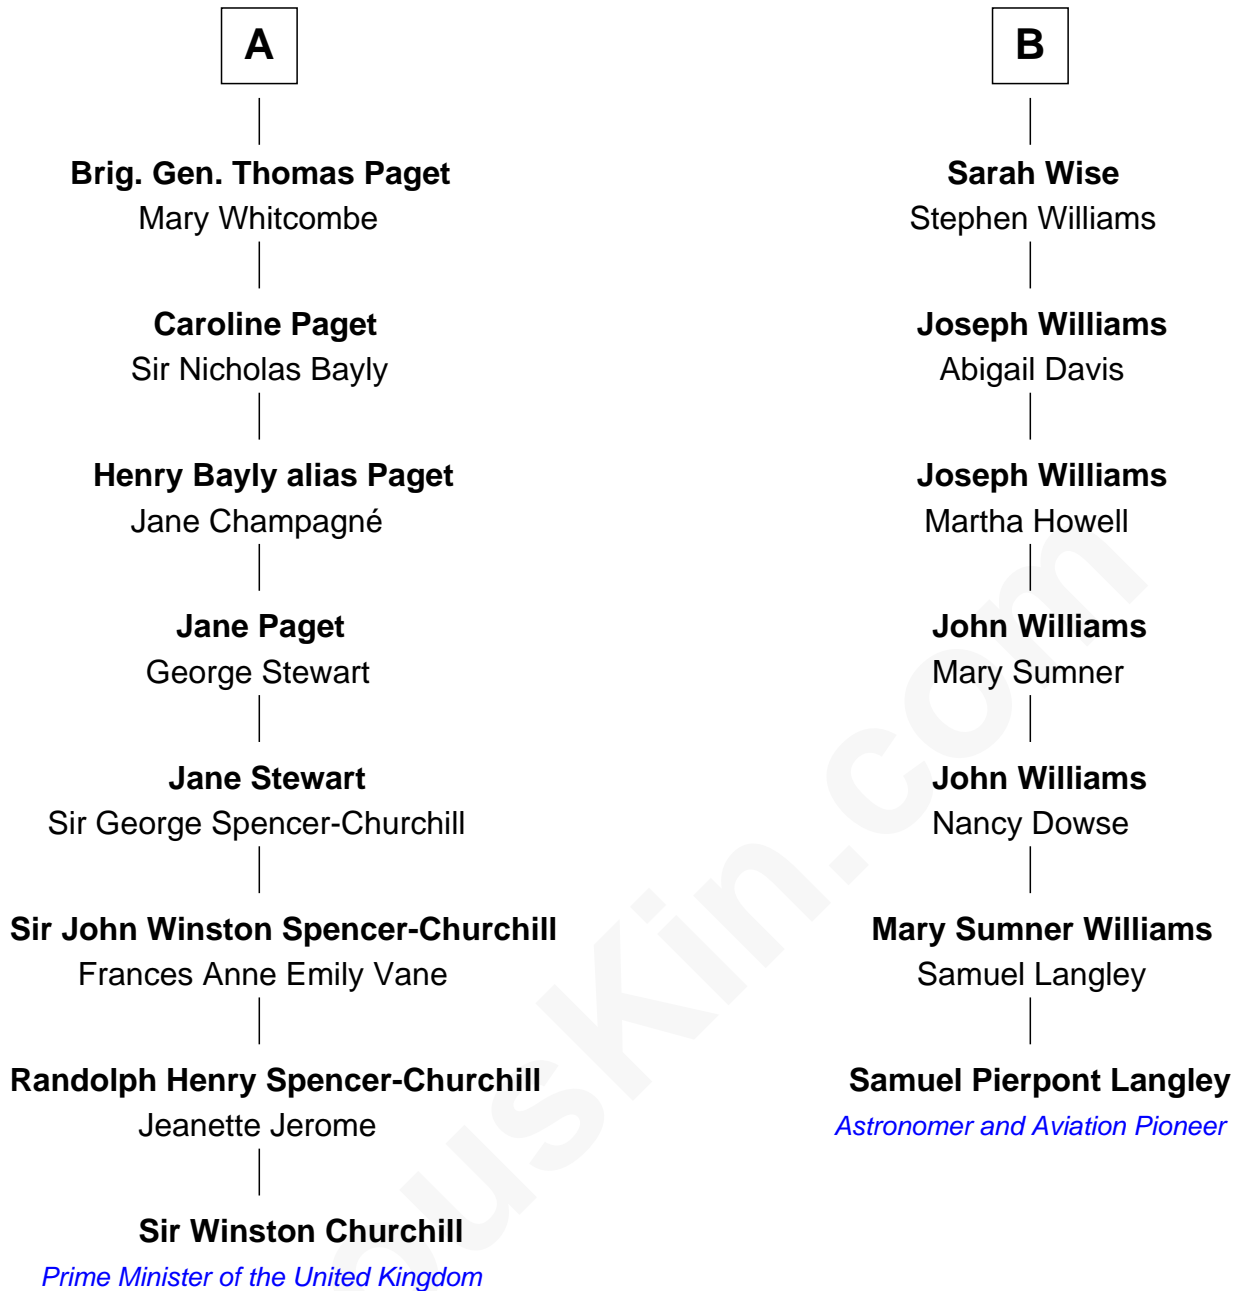 A
Brig. Gen. Thomas Paget
Mary Whitcombe
Caroline Paget
Sir Nicholas Bayly
Henry Bayly alias Paget
Jane Champagné
Jane Paget
George Stewart
Jane Stewart
Sir George Spencer-Churchill
Sir John Winston Spencer-Churchill
Frances Anne Emily Vane
Randolph Henry Spencer-Churchill
Jeanette Jerome
Sir Winston Churchill
Prime Minister of the United Kingdom
B
Sarah Wise
Stephen Williams
Joseph Williams
Abigail Davis
Joseph Williams
Martha Howell
John Williams
Mary Sumner
John Williams
Nancy Dowse
Mary Sumner Williams
Samuel Langley
Samuel Pierpont Langley
Astronomer and Aviation Pioneer
ousKin.com